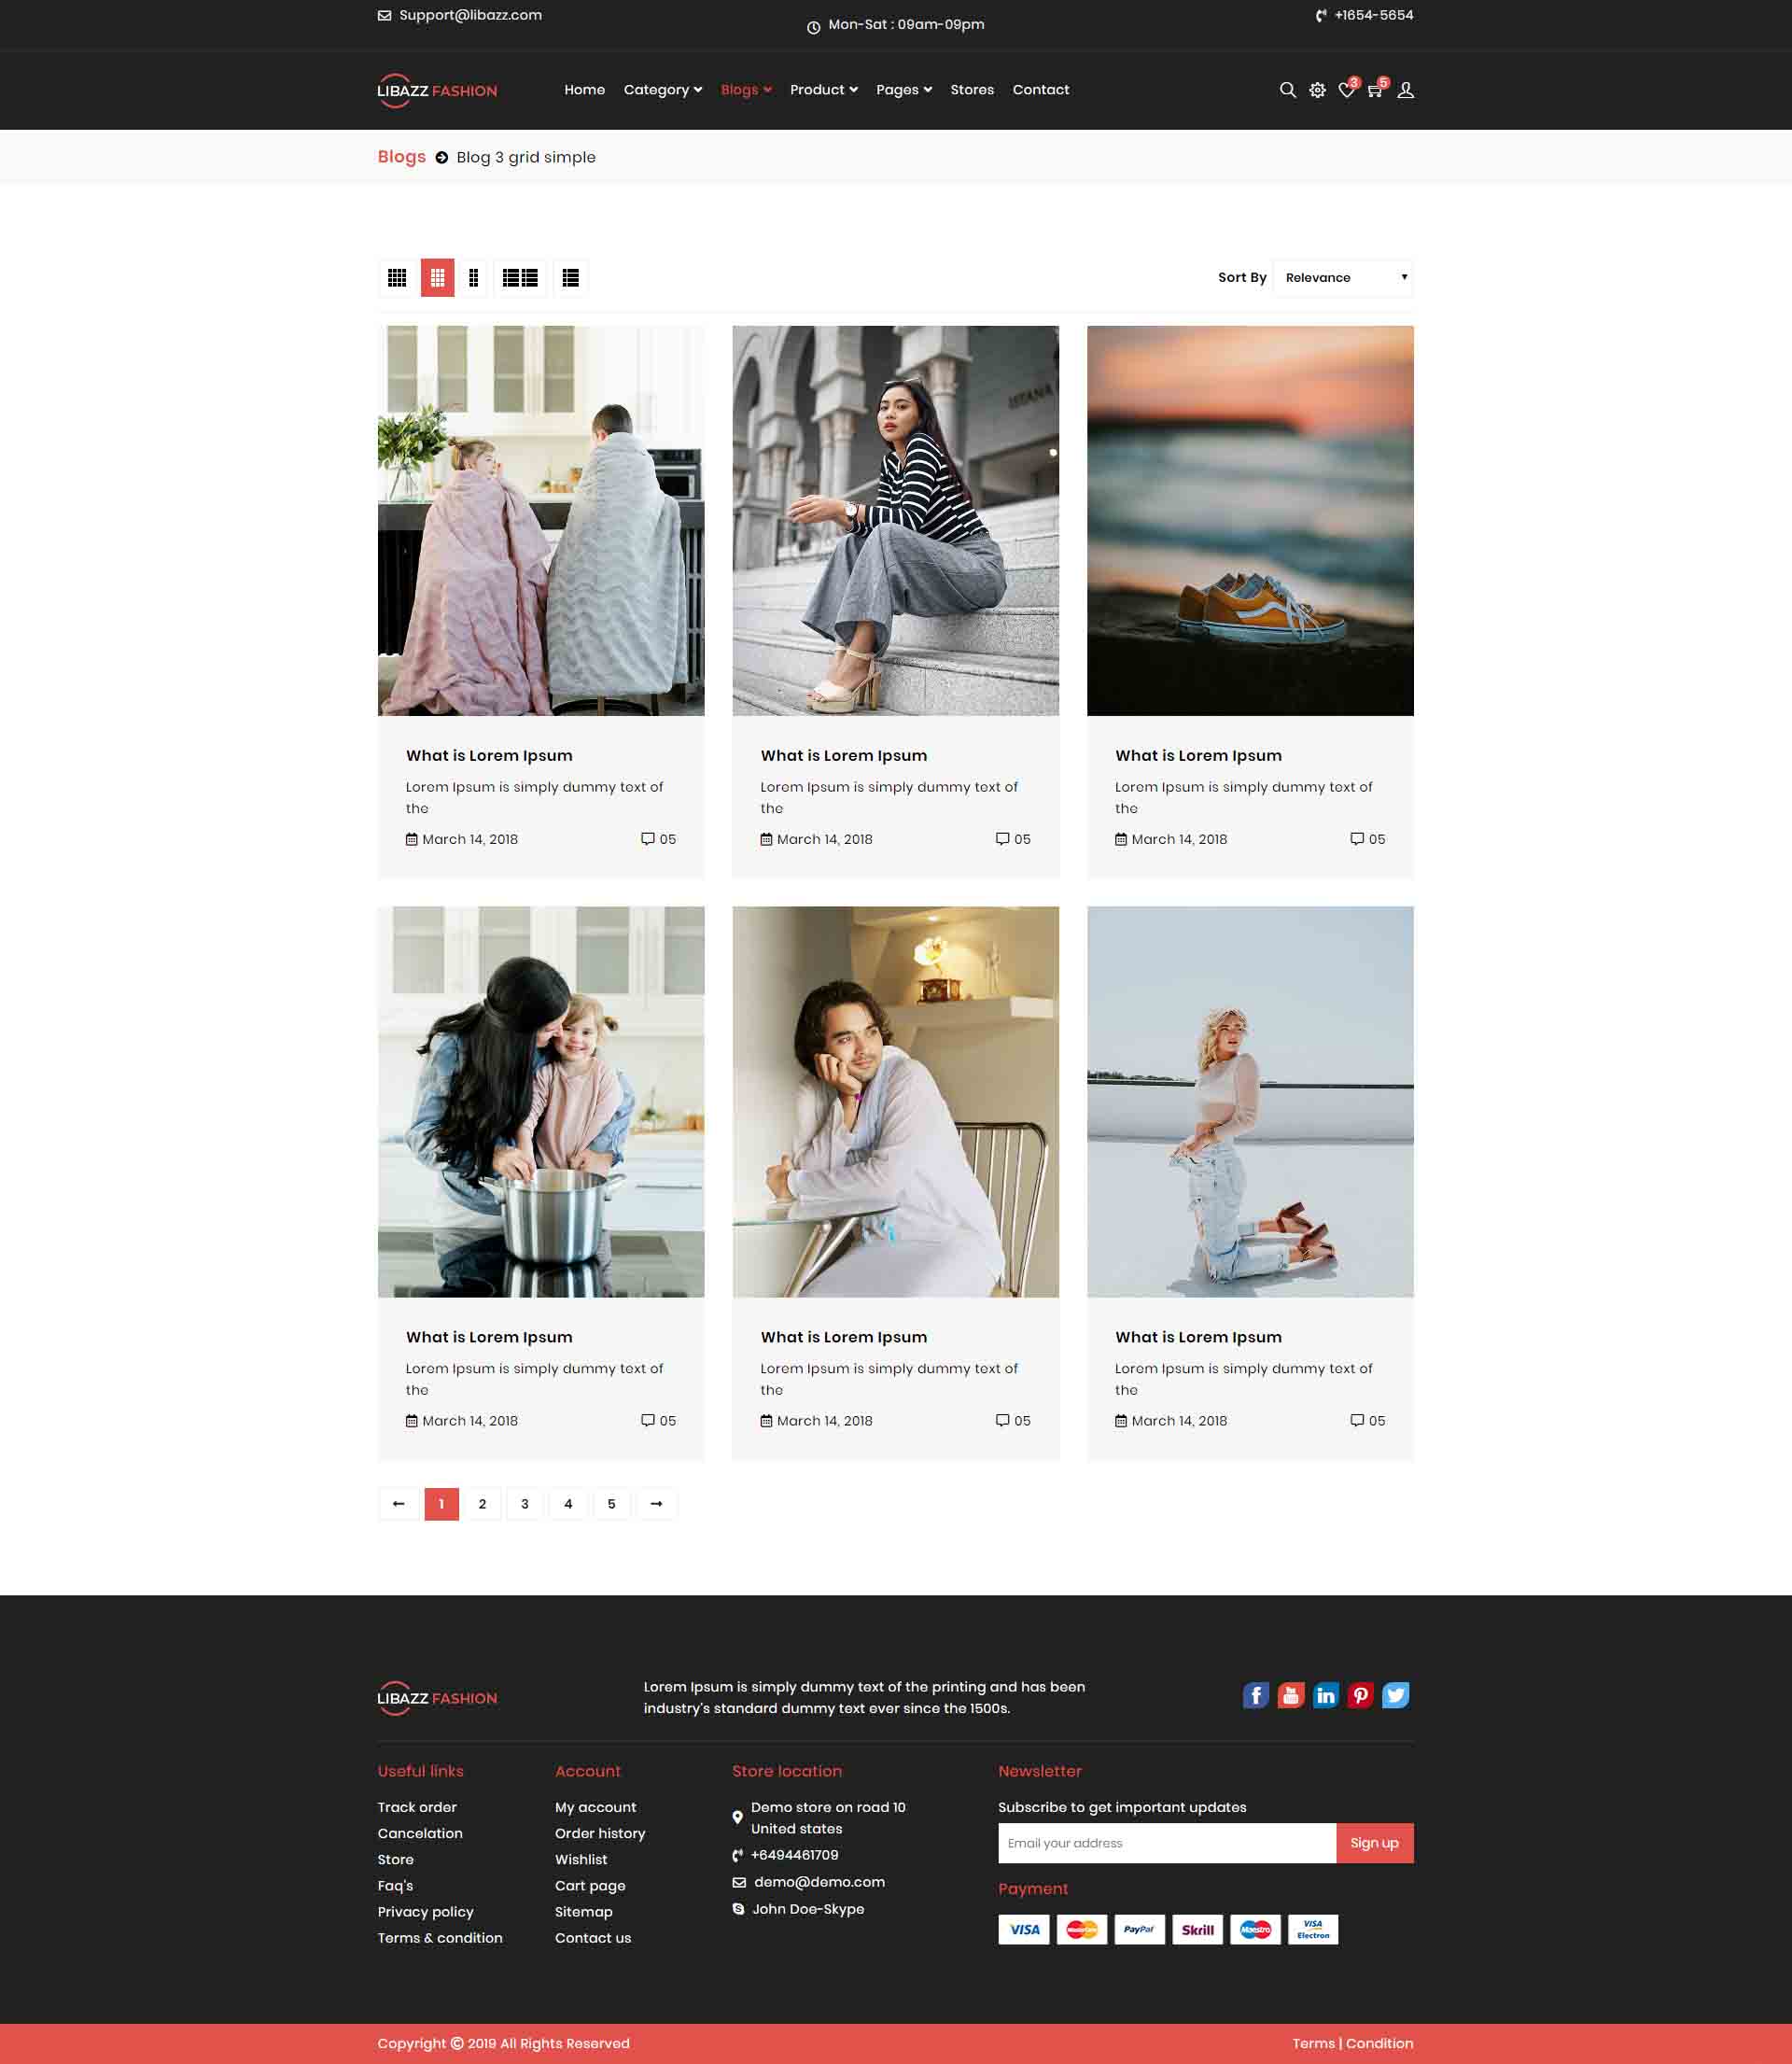 Support@libazz.com
Mon-Sat : 09am-09pm
+1654-5654
LIBAZZ FASHION
Home Category Blogs Product Pages Stores Contact
3
5
Blogs Blog 3 grid simple
Sort By Relevance
What is Lorem Ipsum
Lorem Ipsum is simply dummy text of
the
March 14, 2018 05
What is Lorem Ipsum
Lorem Ipsum is simply dummy text of
the
March 14, 2018 05
What is Lorem Ipsum
Lorem Ipsum is simply dummy text of
the
March 14, 2018 05
What is Lorem Ipsum
Lorem Ipsum is simply dummy text of
the
March 14, 2018 05
What is Lorem Ipsum
Lorem Ipsum is simply dummy text of
the
March 14, 2018 05
What is Lorem Ipsum
Lorem Ipsum is simply dummy text of
the
March 14, 2018 05
1 2 3 4 5
LIBAZZ FASHION
Lorem Ipsum is simply dummy text of the printing and has been
industry's standard dummy text ever since the 1500s.
Useful links
Track order
Cancelation
Store
Faq's
Privacy policy
Terms & condition
Account
My account
Order history
Wishlist
Cart page
Sitemap
Contact us
Store location
Demo store on road 10
United states
+6494461709
demo@demo.com
John Doe-Skype
Newsletter
Subscribe to get important updates
Email your address Sign up
Payment
VISA MasterCard PayPal Skrill Maestro VISA
Electron
Copyright © 2019 All Rights Reserved
Terms | Condition